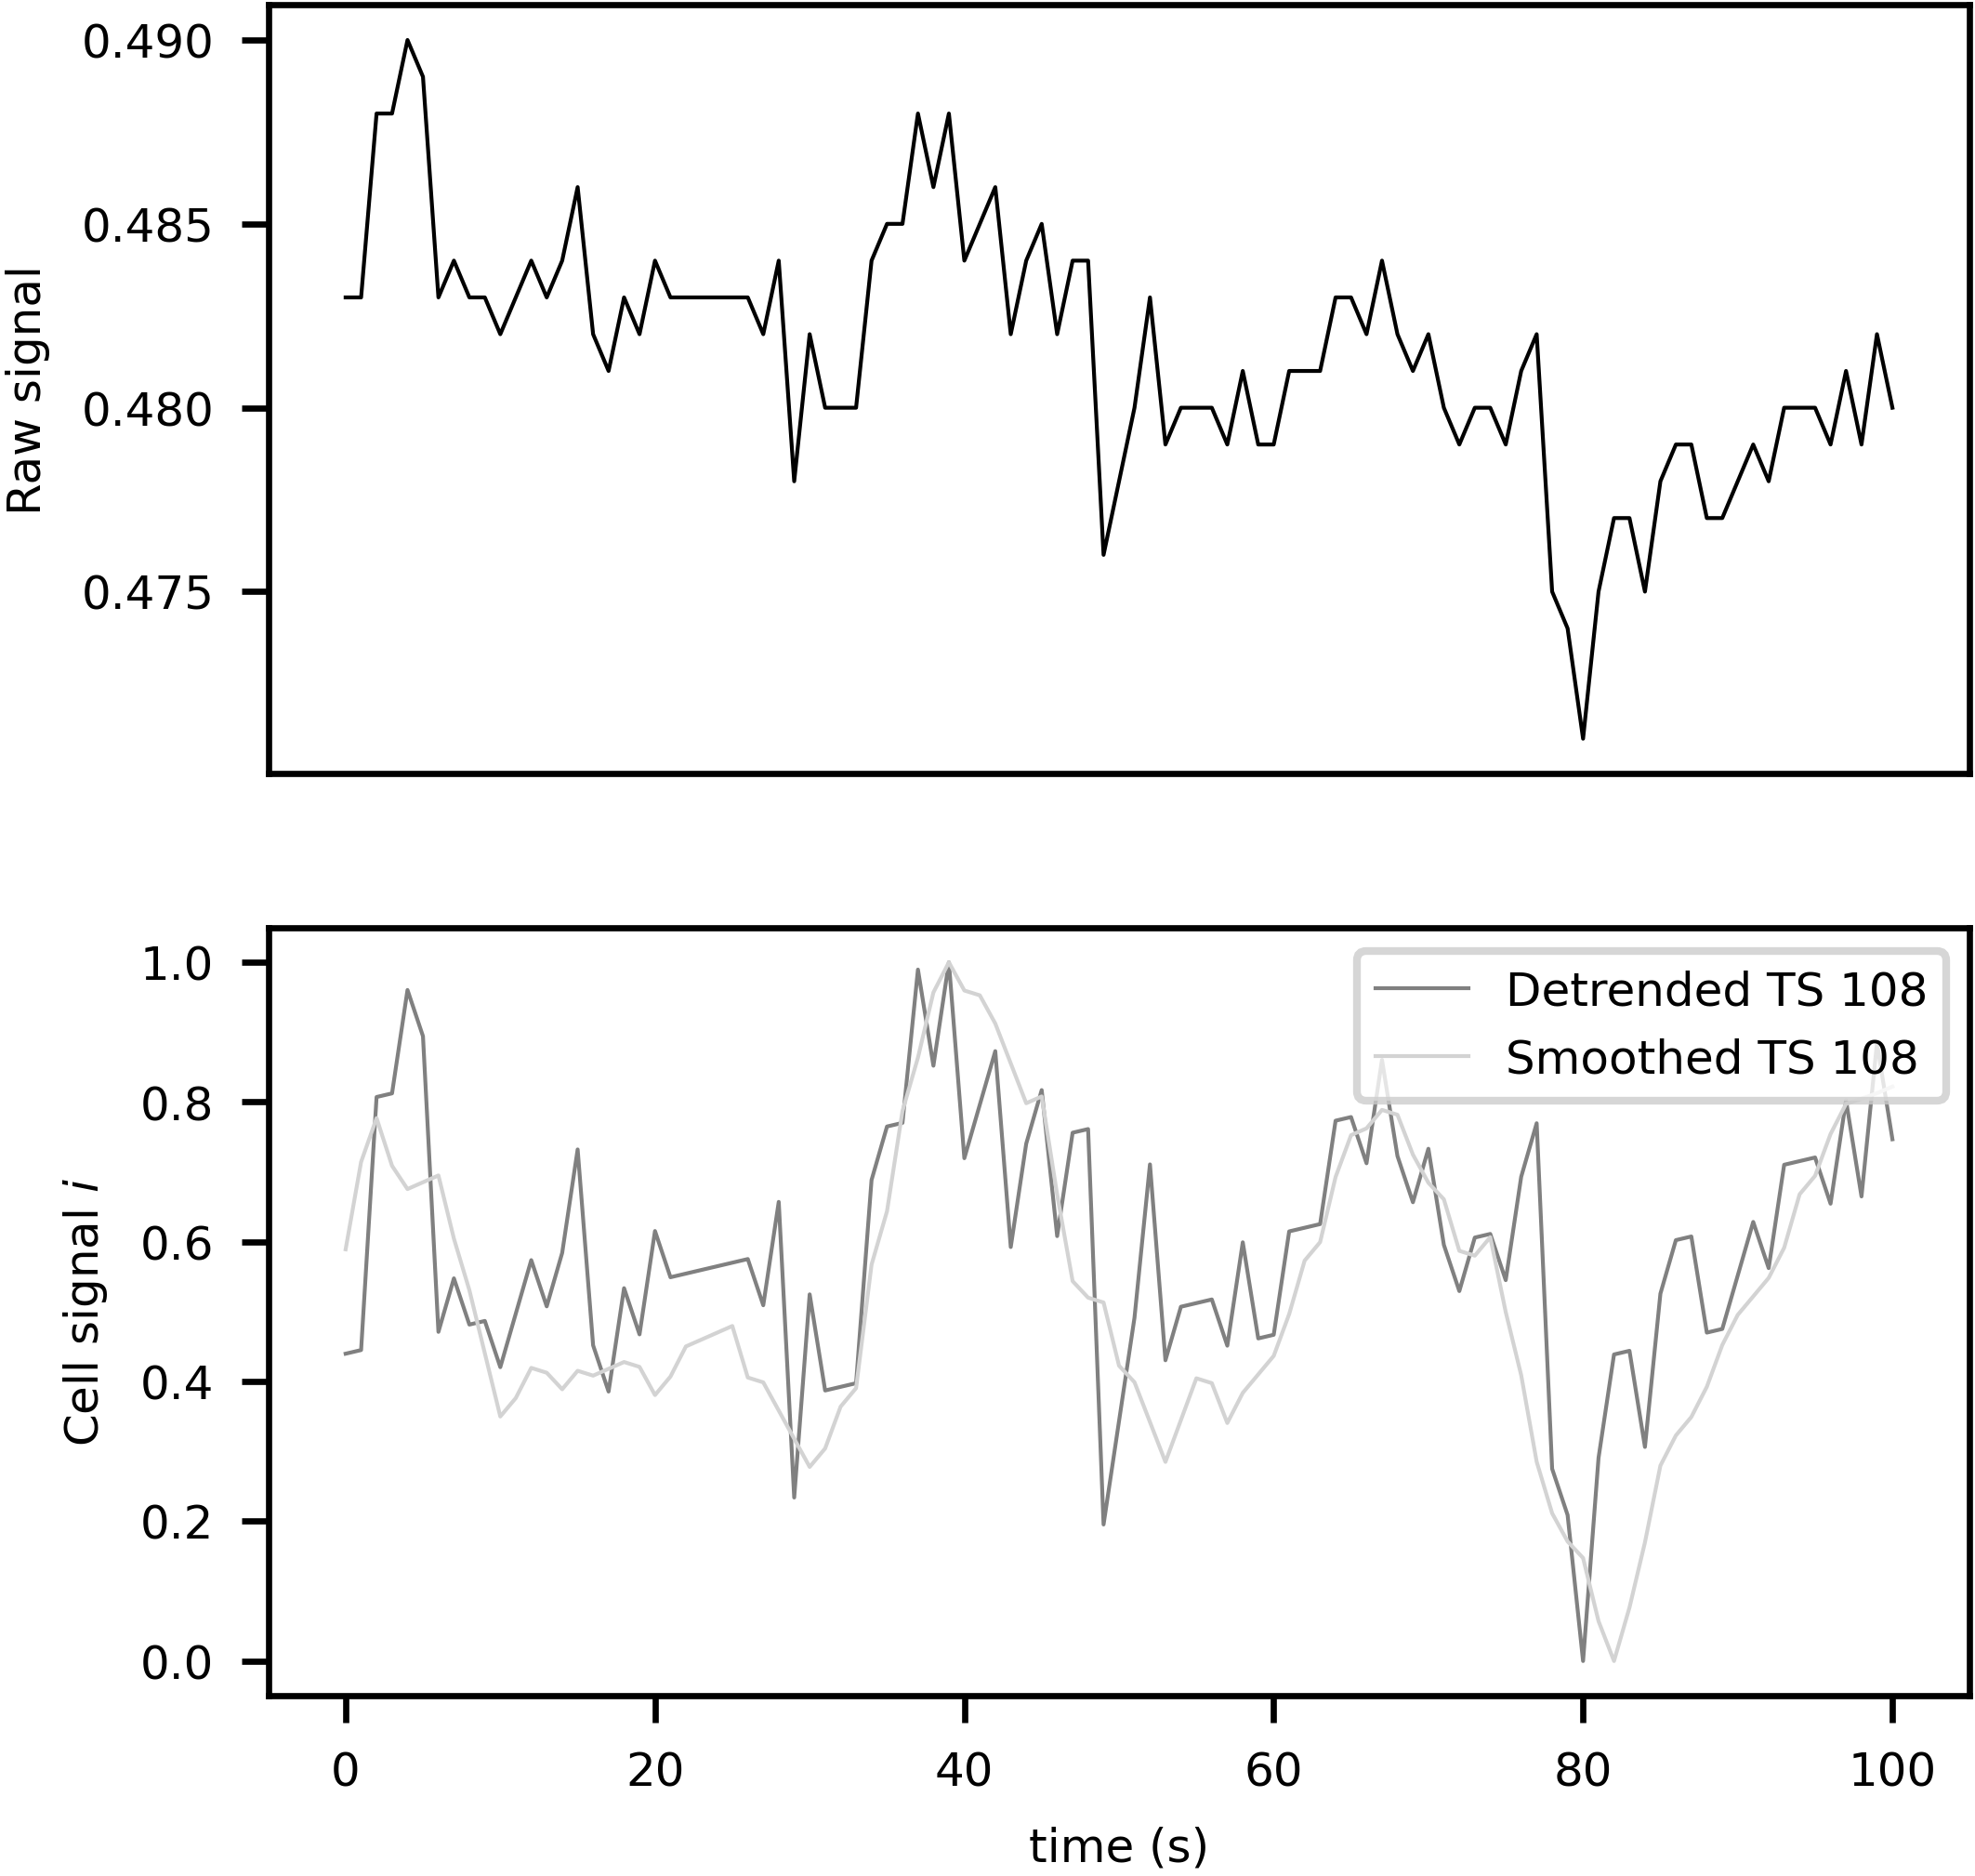 0.490
0.485
0.480
0.475
Raw signal
1.0
0.8
0.6
0.4
0.2
0.0
Cell signal i
Detrended TS 108
Smoothed TS 108
0 20 40 60 80 100
time (s)